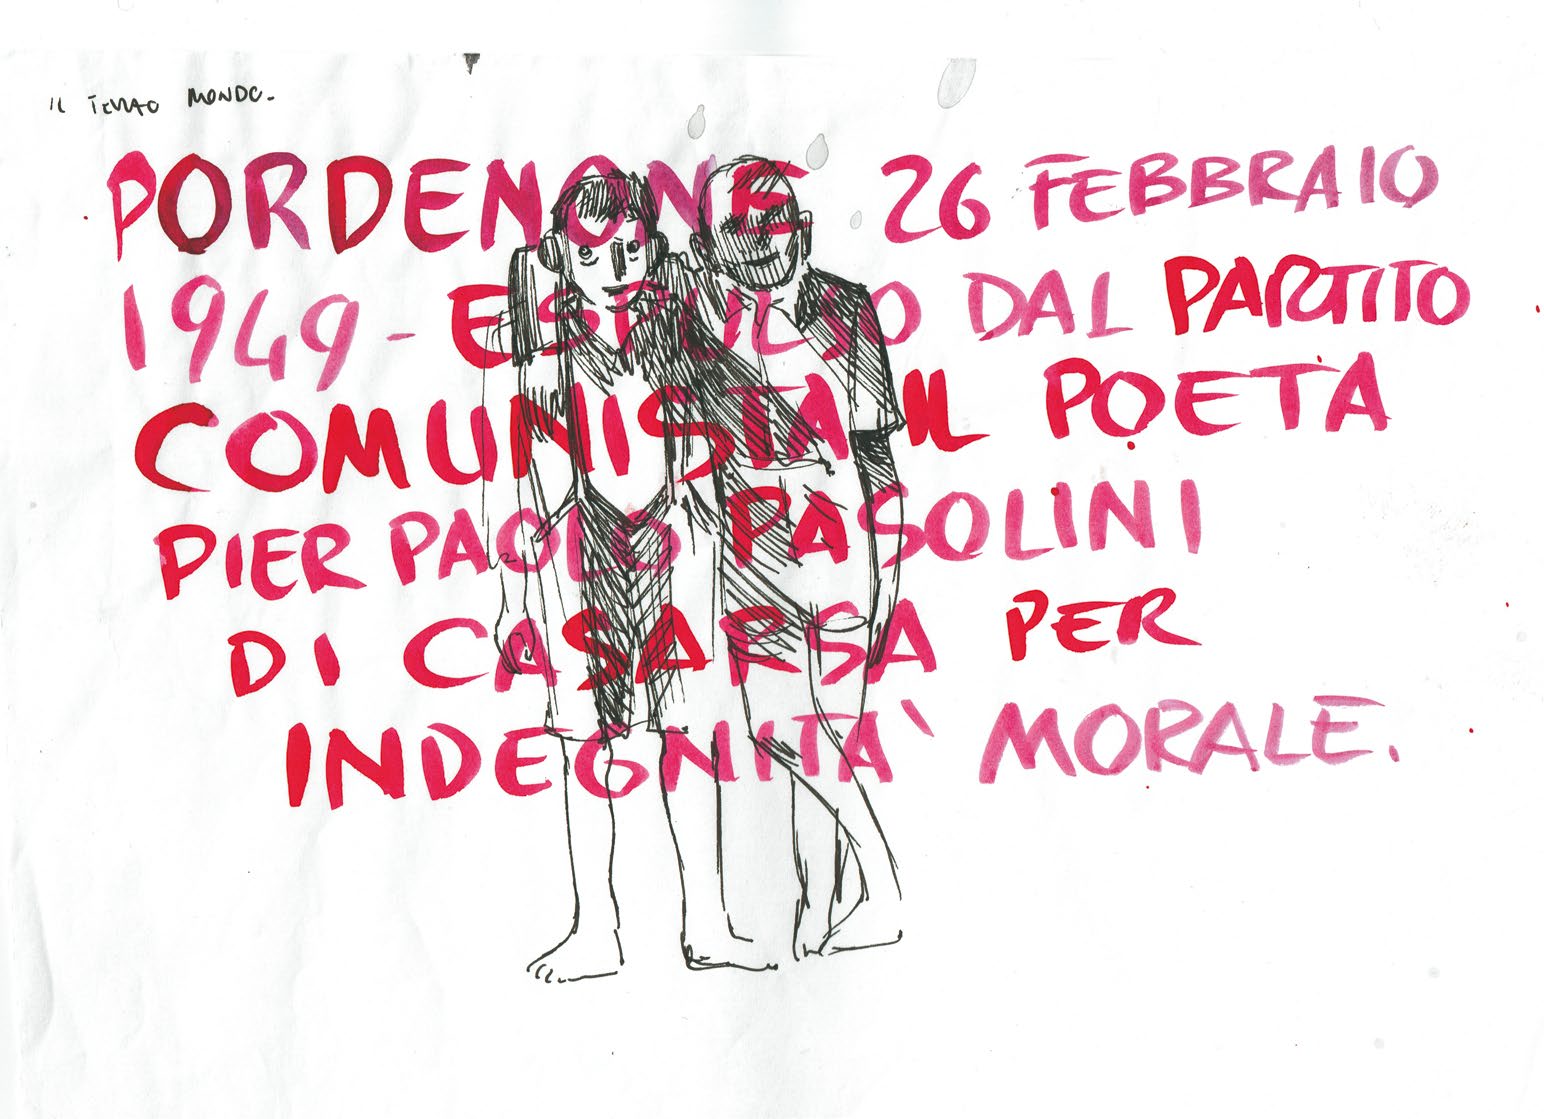 IL TERZO MONDO.
PORDENONE 26 FEBBRAIO
1949 - ESPULSO DAL PARTITO
COMUNISTA IL POETA
PIER PAOLO PASOLINI
DI CASARSA PER
INDEGNITA' MORALE.